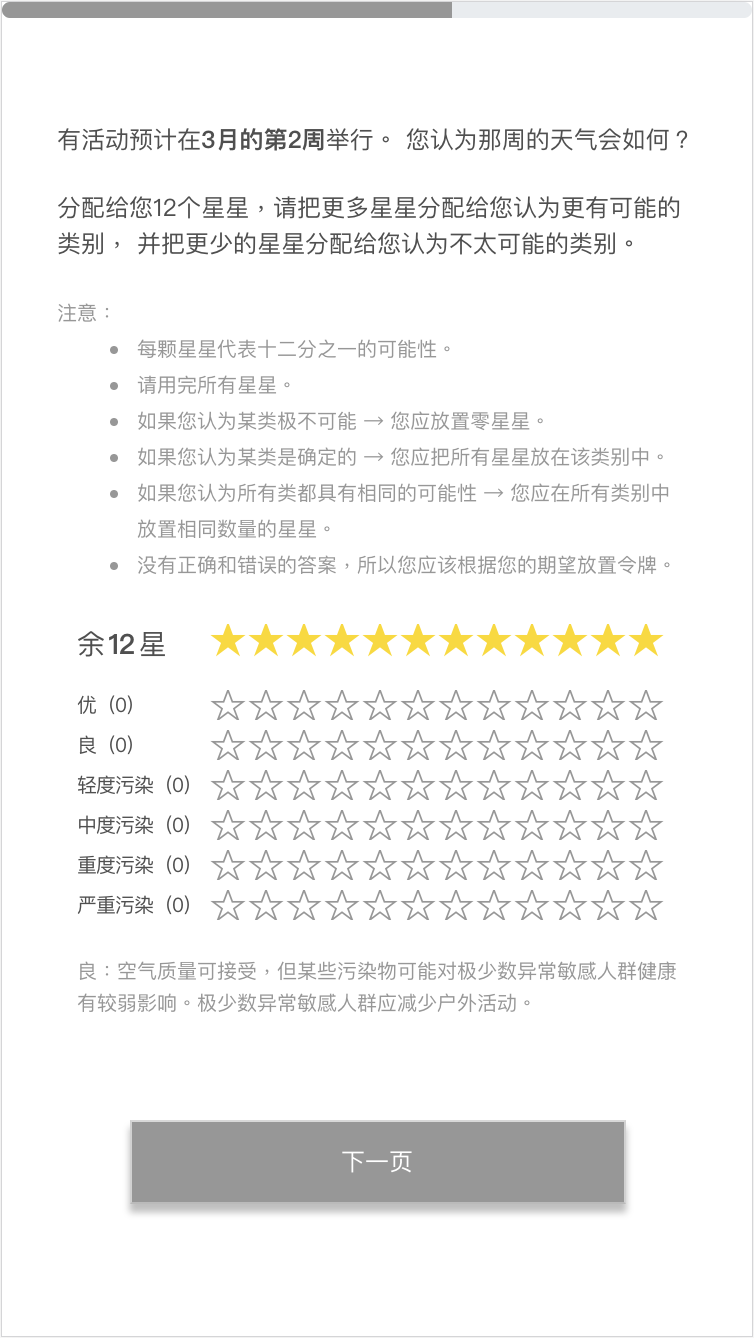 有活动预计在3月的第2周举行。 您认为那周的天气会如何？
分配给您12个星星，请把更多星星分配给您认为更有可能的
类别， 并把更少的星星分配给您认为不太可能的类别。
注意：
每颗星星代表十二分之一的可能性。
请用完所有星星。
如果您认为某类极不可能 → 您应放置零星星。
如果您认为某类是确定的 → 您应把所有星星放在该类别中。
如果您认为所有类都具有相同的可能性 → 您应在所有类别中
放置相同数量的星星。
没有正确和错误的答案，所以您应该根据您的期望放置令牌。
余12星
优（0）
良（0）
轻度污染（0）
中度污染（0）
重度污染（0）
严重污染（0）
良：空气质量可接受，但某些污染物可能对极少数异常敏感人群健康
有较弱影响。极少数异常敏感人群应减少户外活动。
下一页